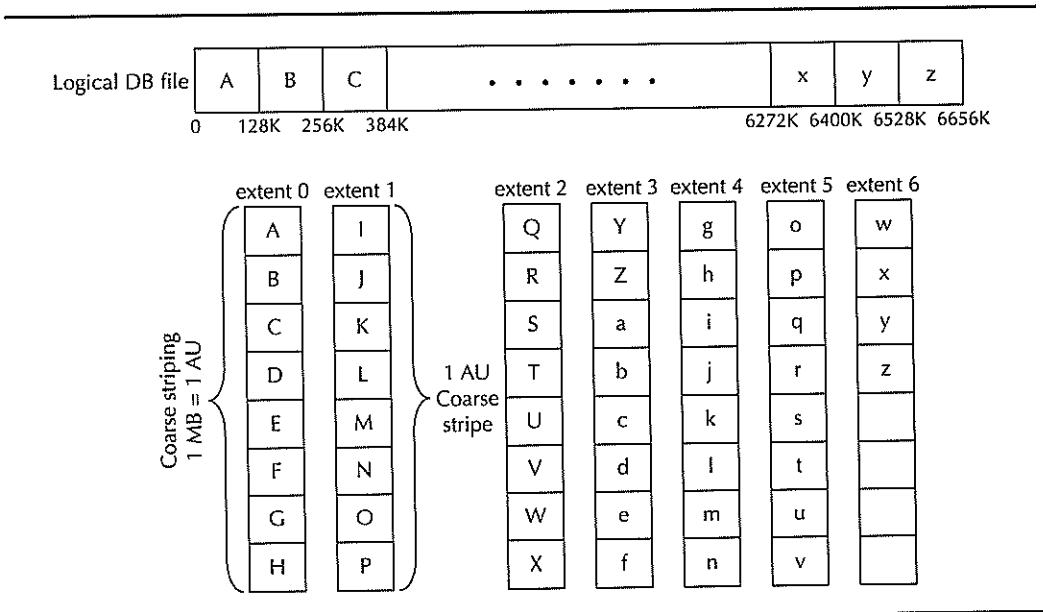 Logical DB file A B C . . . . . . . x y z
0 128K 256K 384K 6272K 6400K 6528K 6656K
extent 0 extent 1 extent 2 extent 3 extent 4 extent 5 extent 6
A I Q Y g o w
B J R Z h p x
C K S a i q y
D L T b j r z
E M U c k s
F N V d l t
G O W e m u
H P X f n v
Coarse striping
1 MB = 1 AU
1 AU
Coarse
stripe